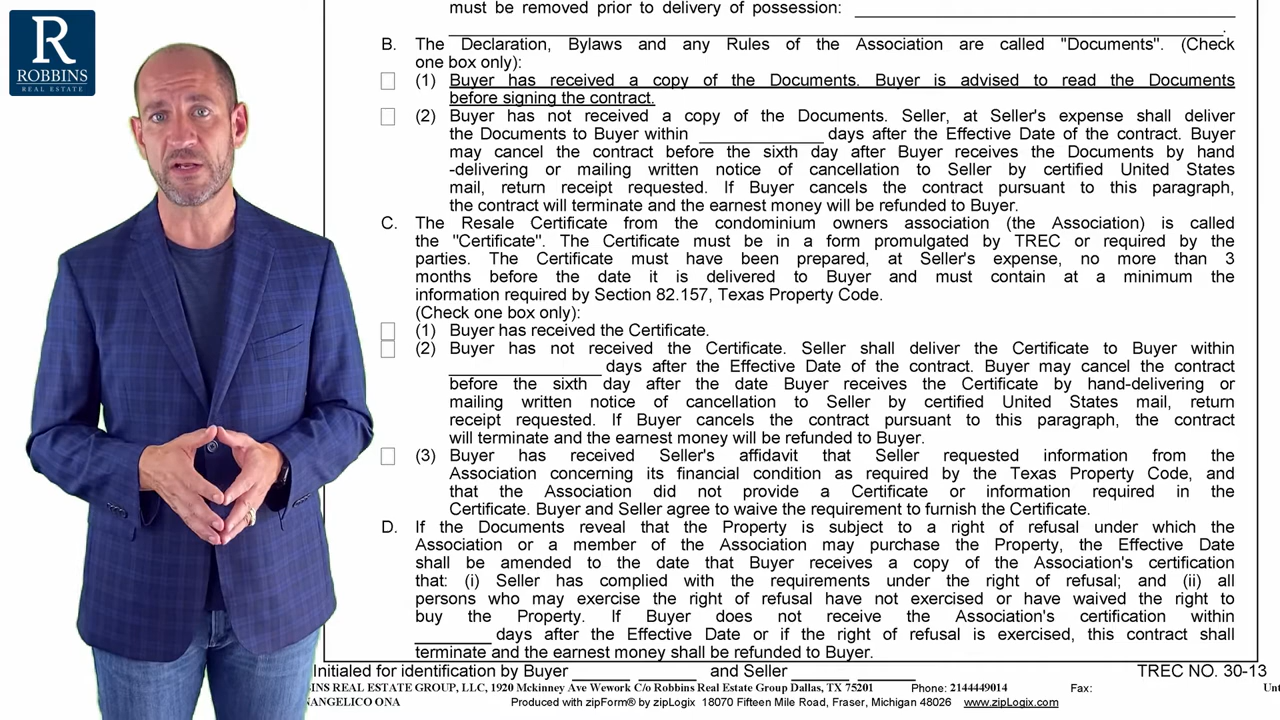 R
ROBBINS
REAL ESTATE
must be removed prior to delivery of possession:
B. The Declaration, Bylaws and any Rules of the Association are called "Documents". (Check
one box only):
(1) Buyer has received a copy of the Documents. Buyer is advised to read the Documents
before signing the contract.
(2) Buyer has not received a copy of the Documents. Seller, at Seller's expense shall deliver
the Documents to Buyer within ____________ days after the Effective Date of the contract. Buyer
may cancel the contract before the sixth day after Buyer receives the Documents by hand
-delivering or mailing written notice of cancellation to Seller by certified United States
mail, return receipt requested. If Buyer cancels the contract pursuant to this paragraph,
the contract will terminate and the earnest money will be refunded to Buyer.
C. The Resale Certificate from the condominium owners association (the Association) is called
the "Certificate". The Certificate must be in a form promulgated by TREC or required by the
parties. The Certificate must have been prepared, at Seller's expense, no more than 3
months before the date it is delivered to Buyer and must contain at a minimum the
information required by Section 82.157, Texas Property Code.
(Check one box only):
(1) Buyer has received the Certificate.
(2) Buyer has not received the Certificate. Seller shall deliver the Certificate to Buyer within
_______________ days after the Effective Date of the contract. Buyer may cancel the contract
before the sixth day after the date Buyer receives the Certificate by hand-delivering or
mailing written notice of cancellation to Seller by certified United States mail, return
receipt requested. If Buyer cancels the contract pursuant to this paragraph, the contract
will terminate and the earnest money will be refunded to Buyer.
(3) Buyer has received Seller's affidavit that Seller requested information from the
Association concerning its financial condition as required by the Texas Property Code, and
that the Association did not provide a Certificate or information required in the
Certificate. Buyer and Seller agree to waive the requirement to furnish the Certificate.
D. If the Documents reveal that the Property is subject to a right of refusal under which the
Association or a member of the Association may purchase the Property, the Effective Date
shall be amended to the date that Buyer receives a copy of the Association's certification
that: (i) Seller has complied with the requirements under the right of refusal; and (ii) all
persons who may exercise the right of refusal have not exercised or have waived the right to
buy the Property. If Buyer does not receive the Association's certification within
________ days after the Effective Date or if the right of refusal is exercised, this contract shall
terminate and the earnest money shall be refunded to Buyer.
Initialed for identification by Buyer ______ ______ and Seller ______ ______ TREC NO. 30-13
INS REAL ESTATE GROUP, LLC, 1920 Mckinney Ave Wework C/o Robbins Real Estate Group Dallas, TX 75201 Phone: 2144449014 Fax: Unt
NANGELICO ONA Produced with zipForm® by zipLogix 18070 Fifteen Mile Road, Fraser, Michigan 48026 www.zipLogix.com